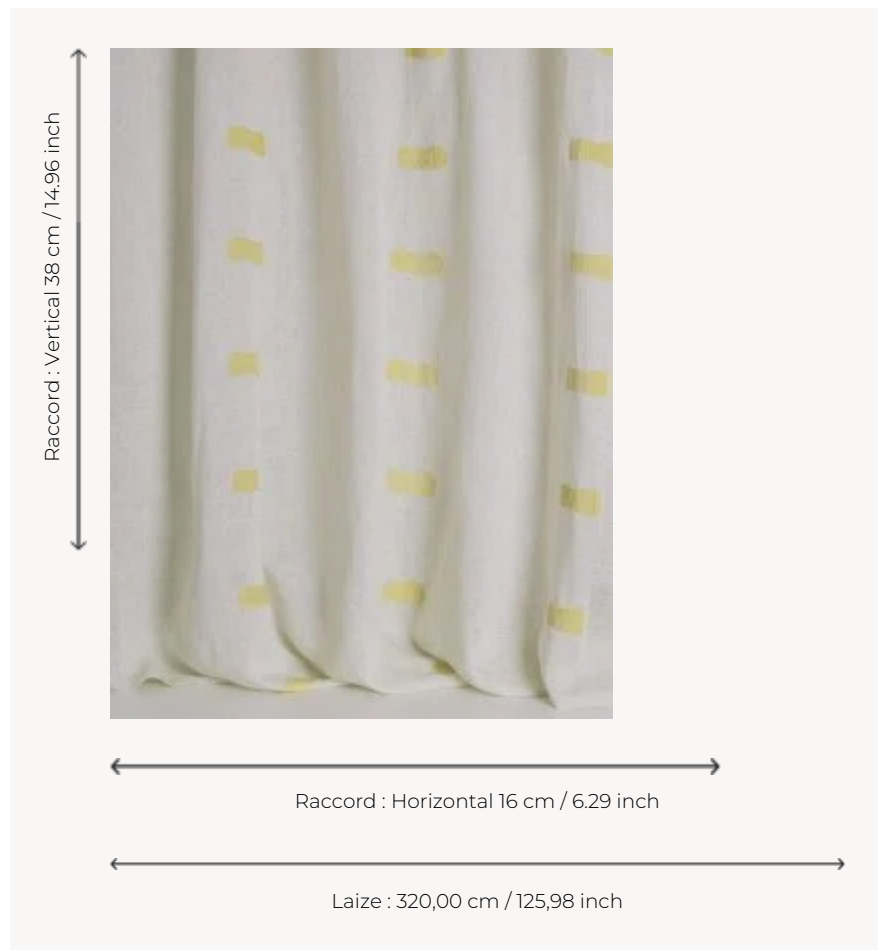 Raccord : Vertical 38 cm / 14.96 inch
Raccord : Horizontal 16 cm / 6.29 inch
Laize : 320,00 cm / 125,98 inch